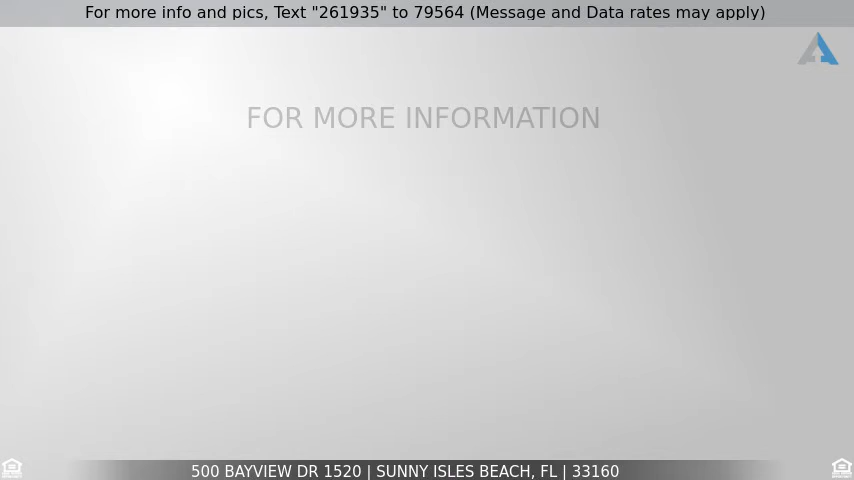 For more info and pics, Text "261935" to 79564 (Message and Data rates may apply)
FOR MORE INFORMATION
500 BAYVIEW DR 1520 | SUNNY ISLES BEACH, FL | 33160